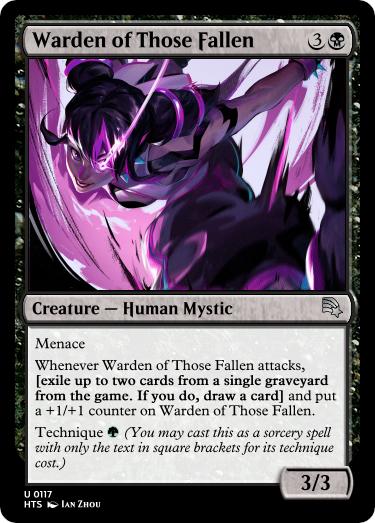 Warden of Those Fallen 3
Creature — Human Mystic
Menace
Whenever Warden of Those Fallen attacks,
[exile up to two cards from a single graveyard
from the game. If you do, draw a card] and put
a +1/+1 counter on Warden of Those Fallen.
Technique (You may cast this as a sorcery spell
with only the text in square brackets for its technique
cost.)
3/3
U 0117
HTS Ian Zhou